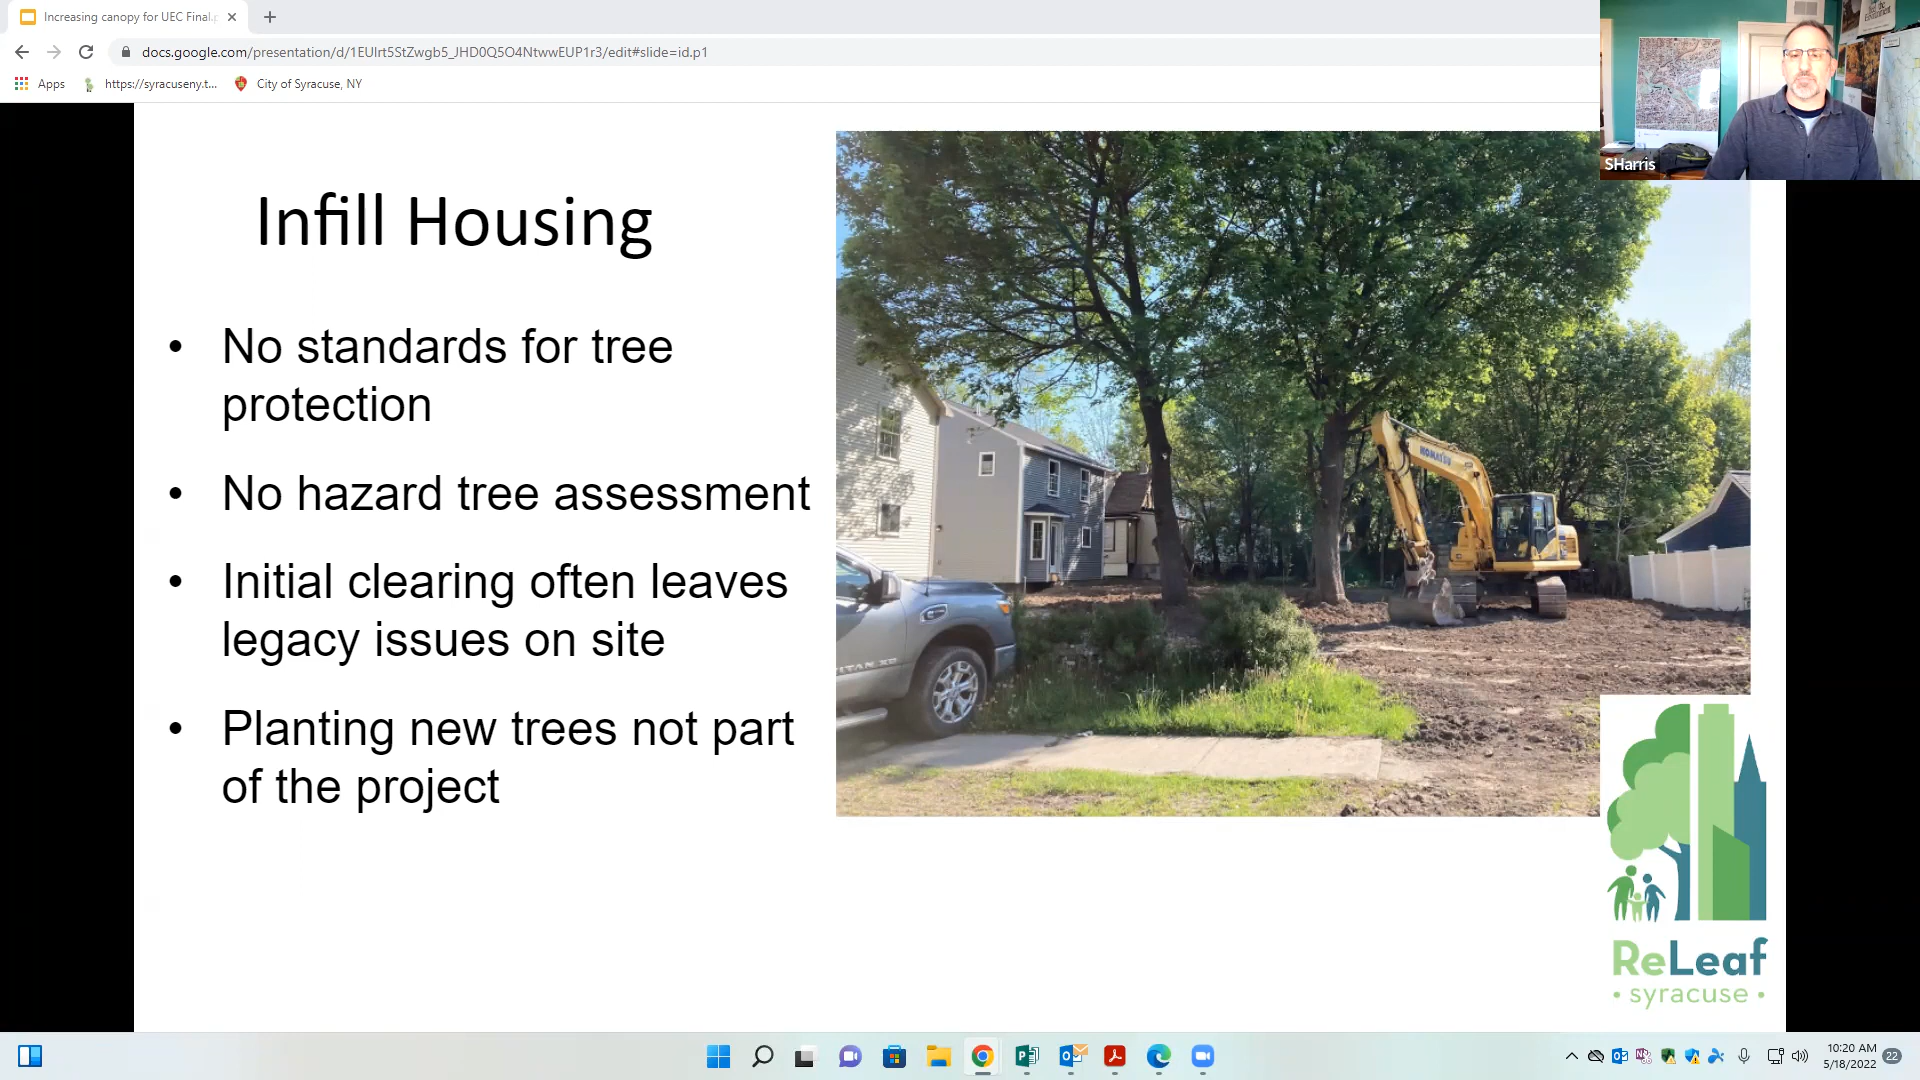 Increasing canopy for UEC Final.p
docs.google.com/presentation/d/1EUlrt5StZwgb5_JHD0Q5O4NtwwEUP1r3/edit#slide=id.p1
Apps
https://syracuseny.t...
City of Syracuse, NY
SHarris
Infill Housing
• No standards for tree
protection
• No hazard tree assessment
• Initial clearing often leaves
legacy issues on site
• Planting new trees not part
of the project
KOMATSU
TITAN XD
ReLeaf
• syracuse •
10:20 AM
5/18/2022
22